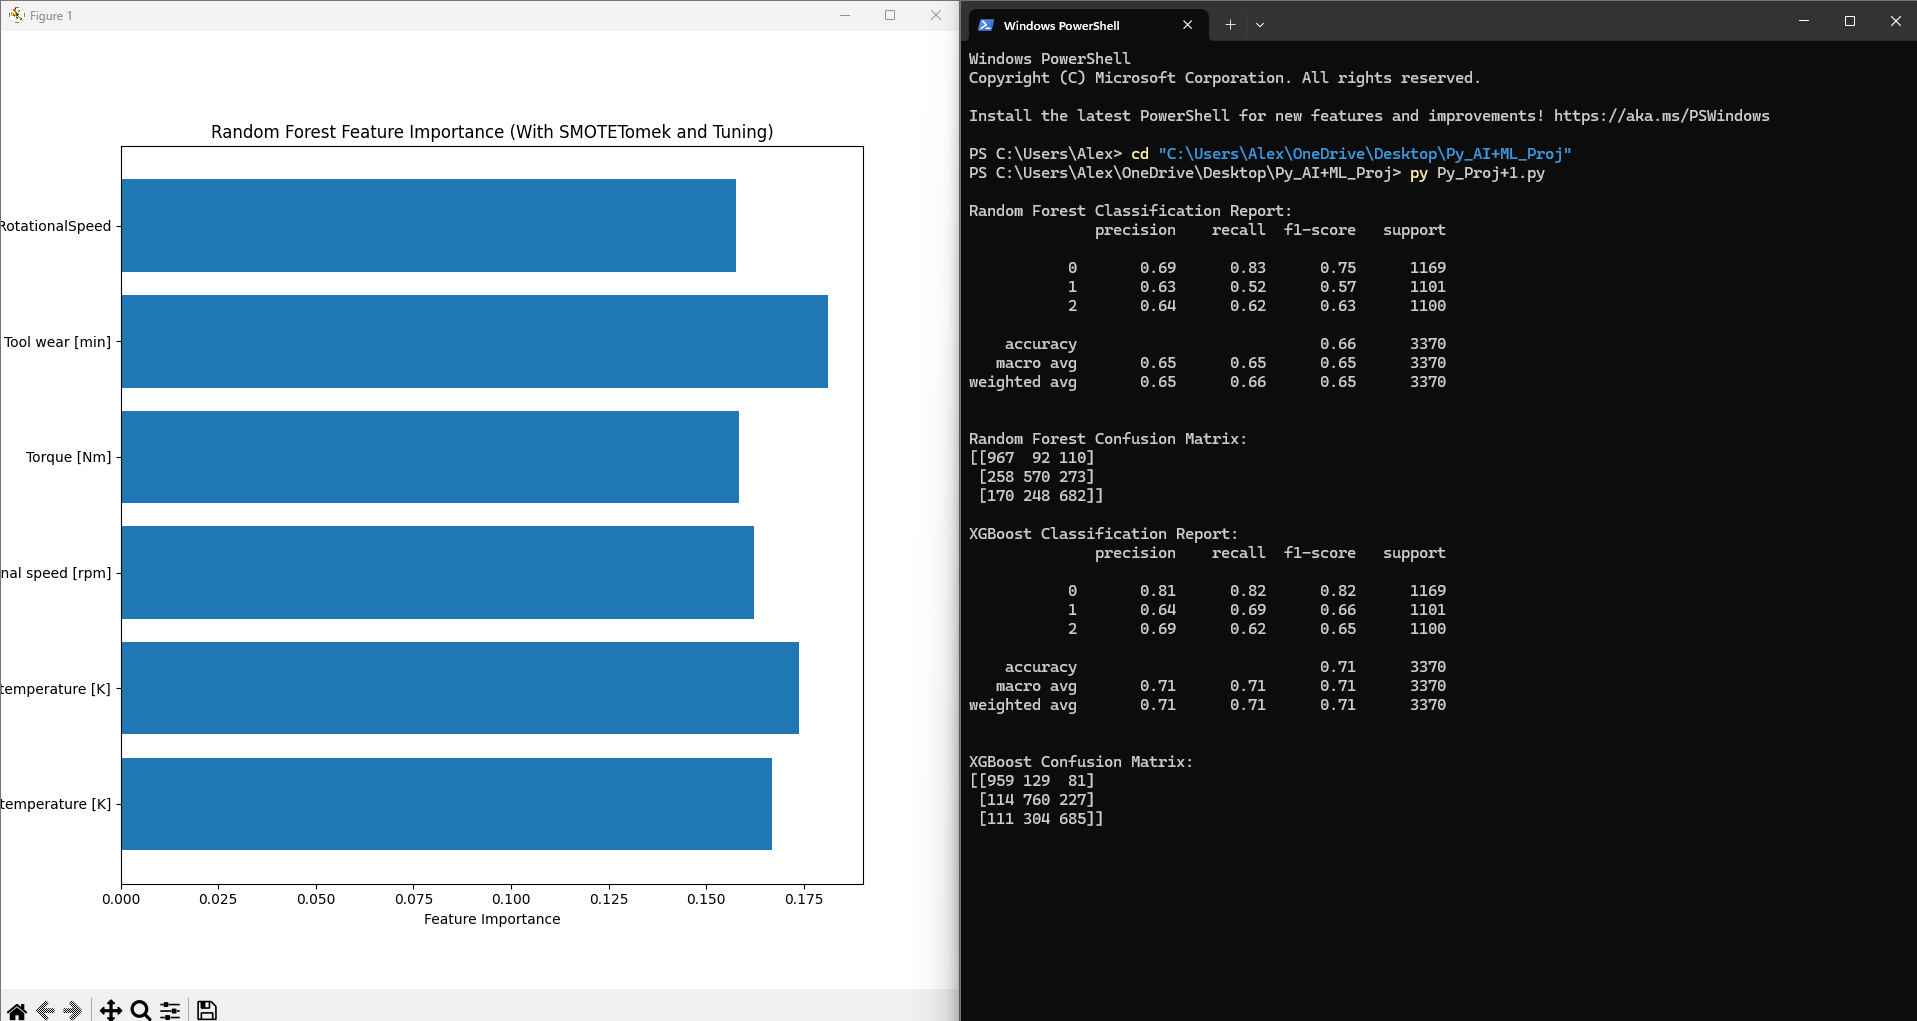 Figure 1
Random Forest Feature Importance (With SMOTETomek and Tuning)
RotationalSpeed
Tool wear [min]
Torque [Nm]
nal speed [rpm]
temperature [K]
temperature [K]
0.000 0.025 0.050 0.075 0.100 0.125 0.150 0.175
Feature Importance
Windows PowerShell
Windows PowerShell
Copyright (C) Microsoft Corporation. All rights reserved.
Install the latest PowerShell for new features and improvements! https://aka.ms/PSWindows
PS C:\Users\Alex> cd "C:\Users\Alex\OneDrive\Desktop\Py_AI+ML_Proj"
PS C:\Users\Alex\OneDrive\Desktop\Py_AI+ML_Proj> py Py_Proj+1.py
Random Forest Classification Report:
precision recall f1-score support
0 0.69 0.83 0.75 1169
1 0.63 0.52 0.57 1101
2 0.64 0.62 0.63 1100
accuracy 0.66 3370
macro avg 0.65 0.65 0.65 3370
weighted avg 0.65 0.66 0.65 3370
Random Forest Confusion Matrix:
[[967 92 110]
[258 570 273]
[170 248 682]]
XGBoost Classification Report:
precision recall f1-score support
0 0.81 0.82 0.82 1169
1 0.64 0.69 0.66 1101
2 0.69 0.62 0.65 1100
accuracy 0.71 3370
macro avg 0.71 0.71 0.71 3370
weighted avg 0.71 0.71 0.71 3370
XGBoost Confusion Matrix:
[[959 129 81]
[114 760 227]
[111 304 685]]